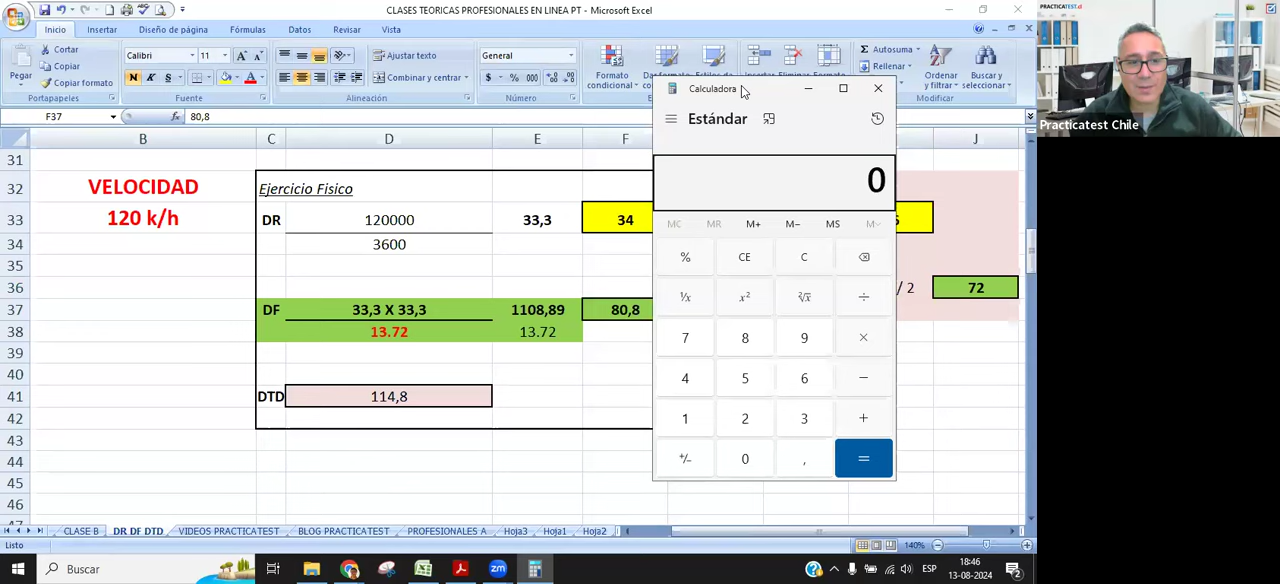 CLASES TEORICAS PROFESIONALES EN LINEA PT - Microsoft Excel
Inicio Insertar Diseño de página Fórmulas Datos Revisar Vista
Pegar
Cortar
Copiar
Copiar formato
Portapapeles
Calibri 11
N K S
Fuente
Ajustar texto
Combinar y c
Alineación
General
$ % 000
Número
Formato
condicional
Ordenar
y filtrar
Autosuma
Rellenar
Buscar y
seleccionar
Modificar
F37 80,8
B C D E F J
31
32 VELOCIDAD Ejercicio Fisico
33 120 k/h DR 120000 33,3 34
34 3600
35
36 / 2 72
37 DF 33,3 X 33,3 1108,89 80,8
38 13.72 13.72
39
40
41 DTD 114,8
42
43
44
45
46
Calculadora
Estándar
0
MC MR M+ M− MS M
% CE C
¹/x x² ²√x ÷
7 8 9 ×
4 5 6 −
1 2 3 +
+/− 0 , =
CLASE B DR DF DTD VIDEOS PRACTICATEST BLOG PRACTICATEST PROFESIONALES A Hoja3 Hoja1 Hoja2
Listo 140%
Buscar
ESP
18:46
13-08-2024
2
PRACTICATEST.cl
Practicatest Chile